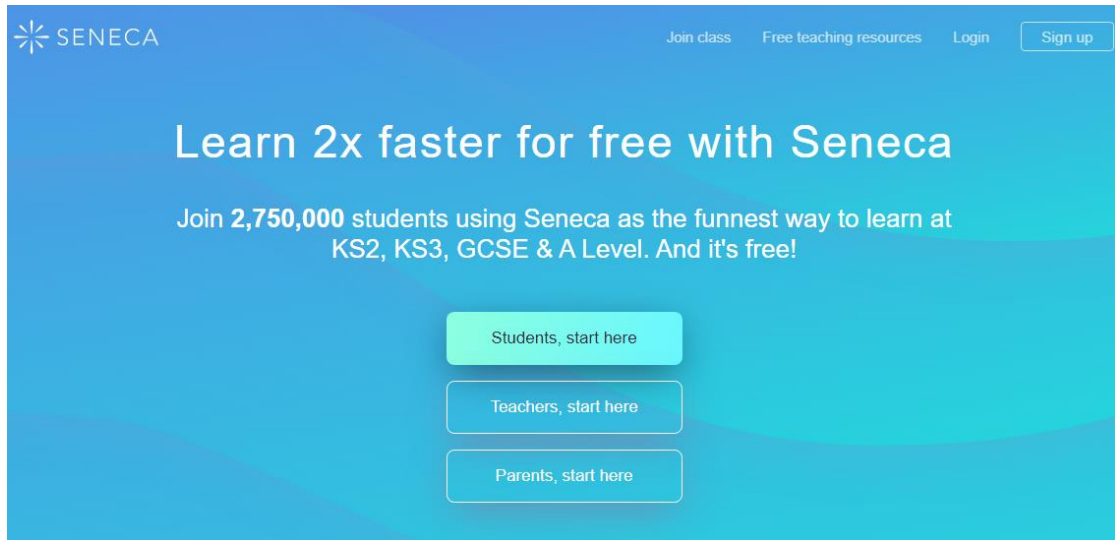 SENECA
Join class
Free teaching resources
Login
Sign up
Learn 2x faster for free with Seneca
Join 2,750,000 students using Seneca as the funnest way to learn at
KS2, KS3, GCSE & A Level. And it's free!
Students, start here
Teachers, start here
Parents, start here